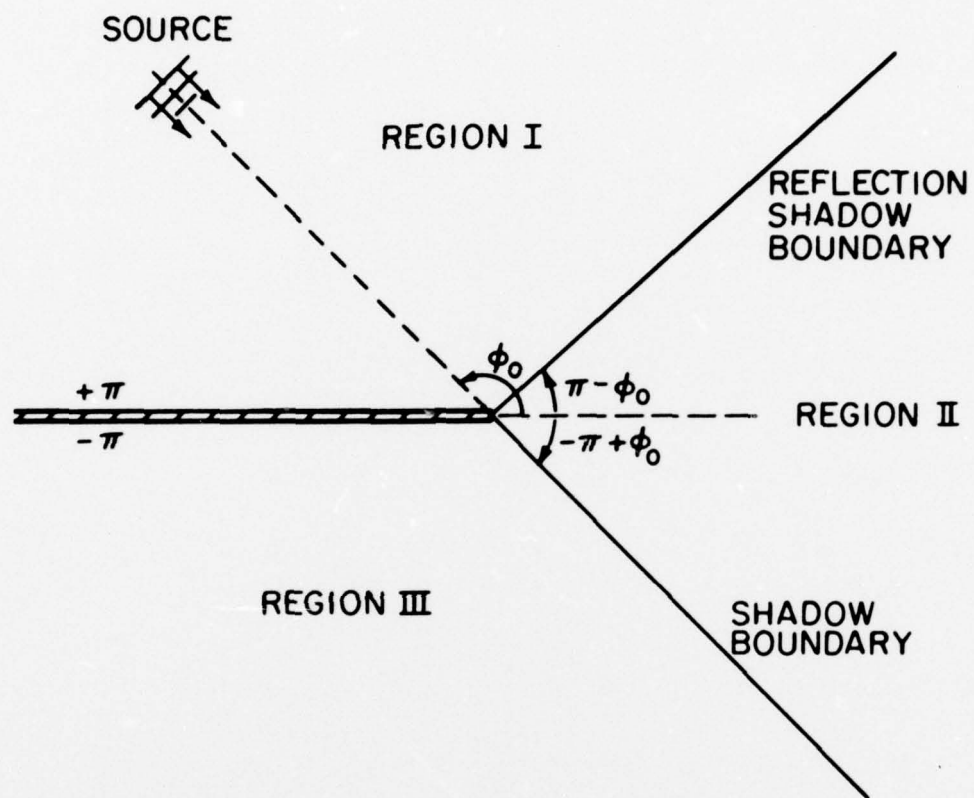 SOURCE
REGION I
REFLECTION
SHADOW
BOUNDARY
ϕ₀
π-ϕ₀
+π
-π
REGION II
-π+ϕ₀
REGION III
SHADOW
BOUNDARY